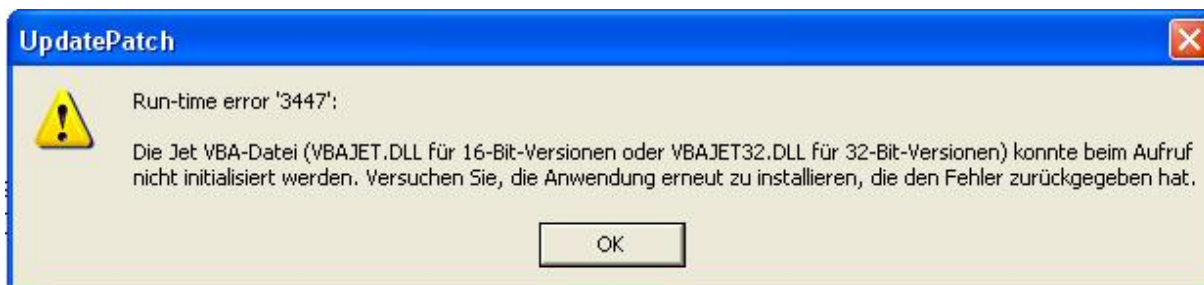 UpdatePatch
Run-time error '3447':
Die Jet VBA-Datei (VBAJET.DLL für 16-Bit-Versionen oder VBAJET32.DLL für 32-Bit-Versionen) konnte beim Aufruf
nicht initialisiert werden. Versuchen Sie, die Anwendung erneut zu installieren, die den Fehler zurückgegeben hat.
OK